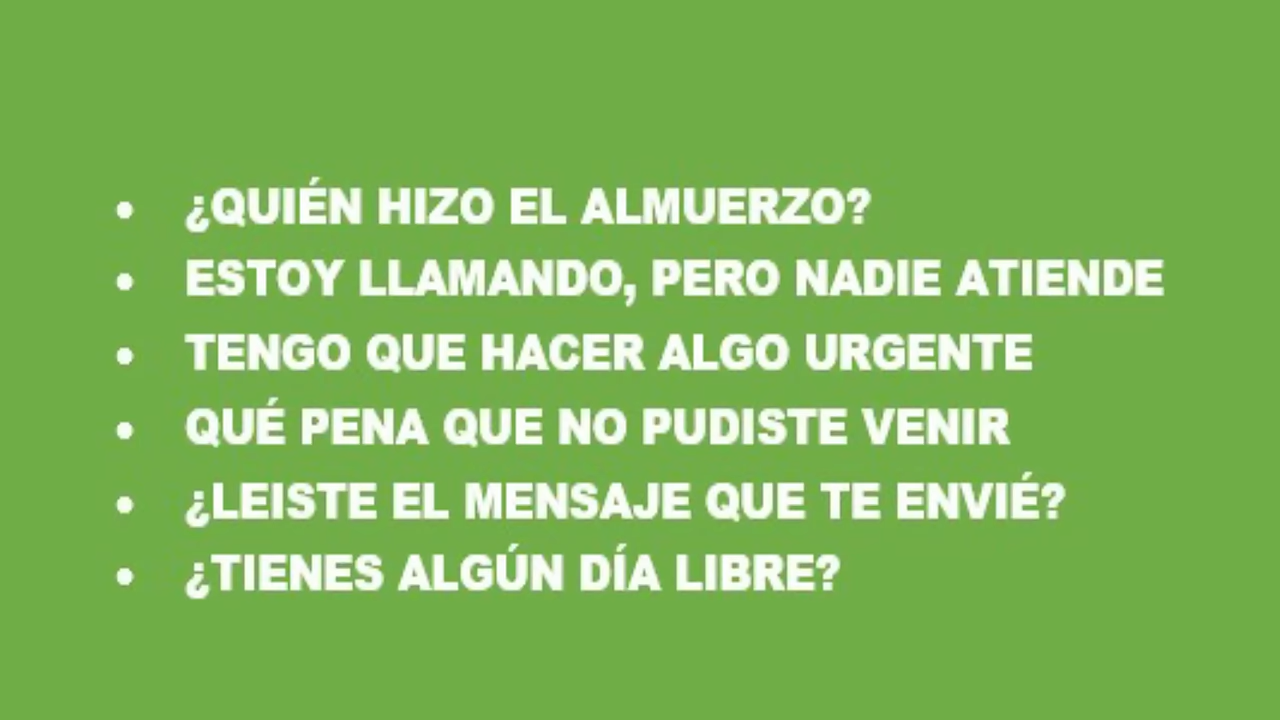 • ¿QUIÉN HIZO EL ALMUERZO?
• ESTOY LLAMANDO, PERO NADIE ATIENDE
• TENGO QUE HACER ALGO URGENTE
• QUÉ PENA QUE NO PUDISTE VENIR
• ¿LEISTE EL MENSAJE QUE TE ENVIÉ?
• ¿TIENES ALGÚN DÍA LIBRE?